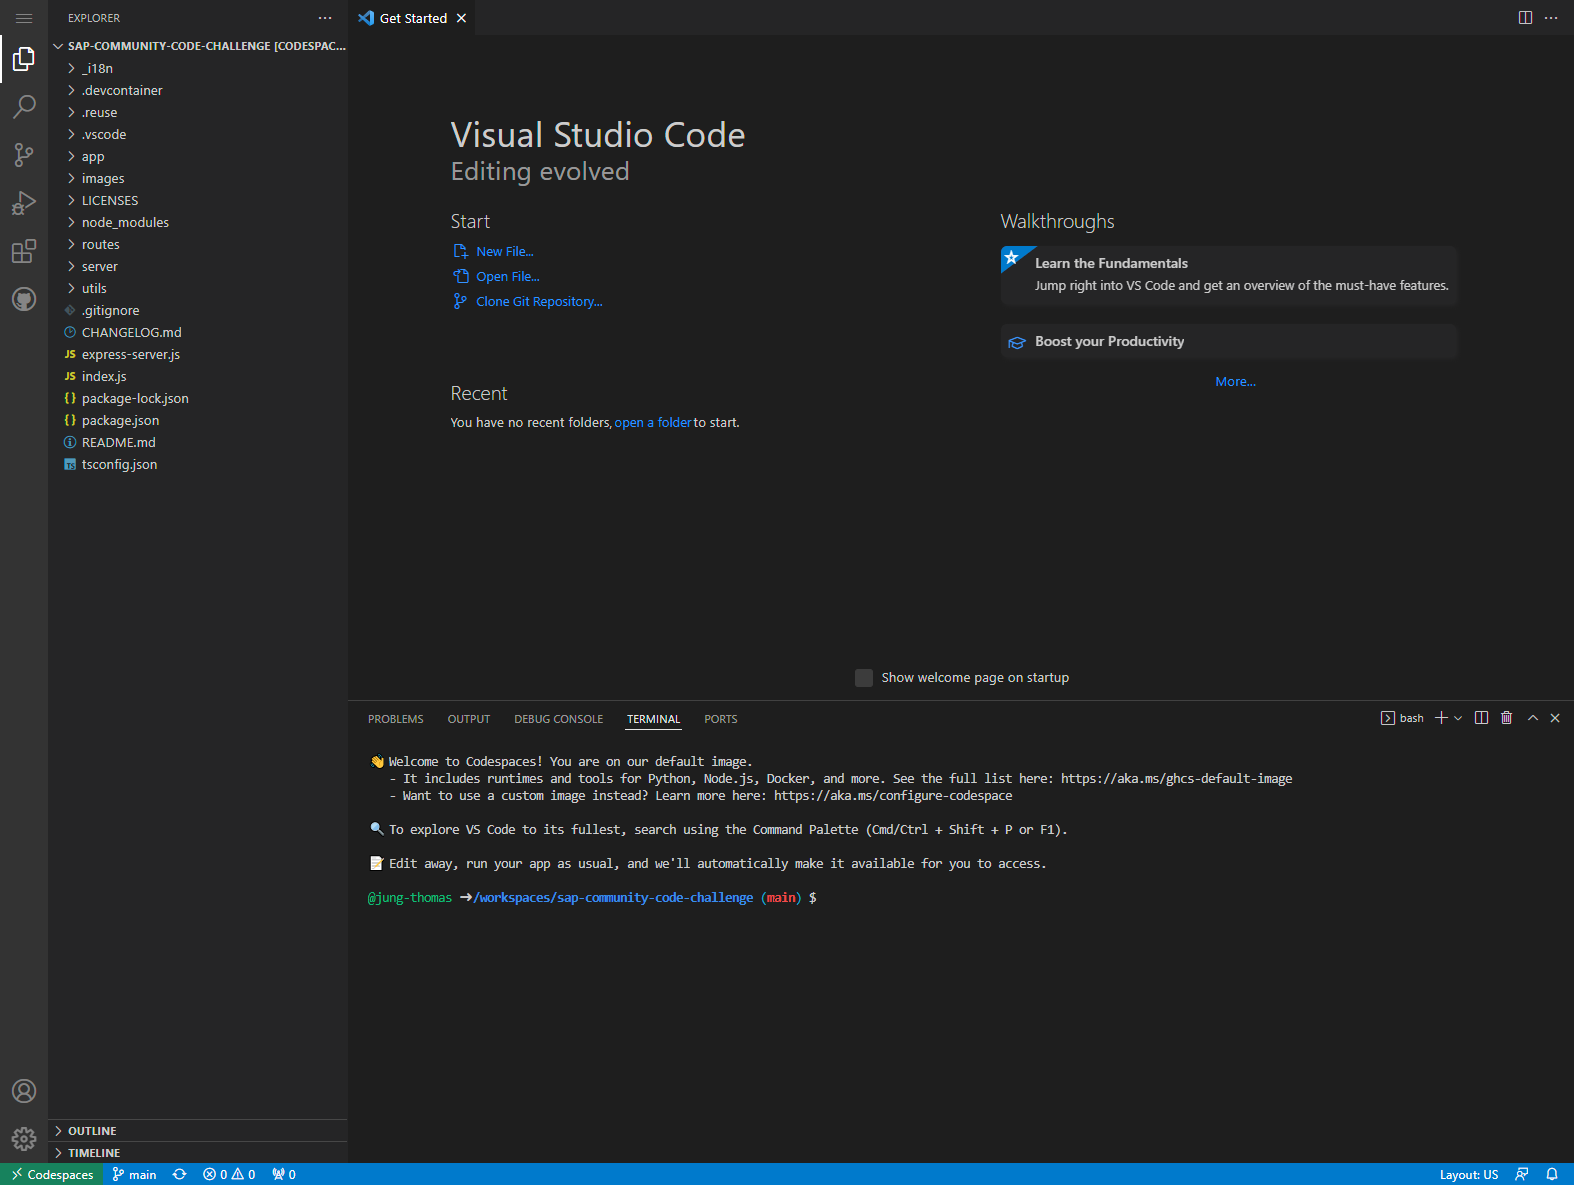 EXPLORER
SAP-COMMUNITY-CODE-CHALLENGE [CODESPAC...
_i18n
.devcontainer
.reuse
.vscode
app
images
LICENSES
node_modules
routes
server
utils
.gitignore
CHANGELOG.md
JS express-server.js
JS index.js
{} package-lock.json
{} package.json
README.md
TS tsconfig.json
OUTLINE
TIMELINE
Get Started
Visual Studio Code
Editing evolved
Start
New File...
Open File...
Clone Git Repository...
Recent
You have no recent folders, open a folder to start.
Walkthroughs
Learn the Fundamentals
Jump right into VS Code and get an overview of the must-have features.
Boost your Productivity
More...
Show welcome page on startup
PROBLEMS OUTPUT DEBUG CONSOLE TERMINAL PORTS bash
👋 Welcome to Codespaces! You are on our default image.
- It includes runtimes and tools for Python, Node.js, Docker, and more. See the full list here: https://aka.ms/ghcs-default-image
- Want to use a custom image instead? Learn more here: https://aka.ms/configure-codespace
🔍 To explore VS Code to its fullest, search using the Command Palette (Cmd/Ctrl + Shift + P or F1).
📝 Edit away, run your app as usual, and we'll automatically make it available for you to access.
@jung-thomas ➜/workspaces/sap-community-code-challenge (main) $
Codespaces main 0 0 0 Layout: US